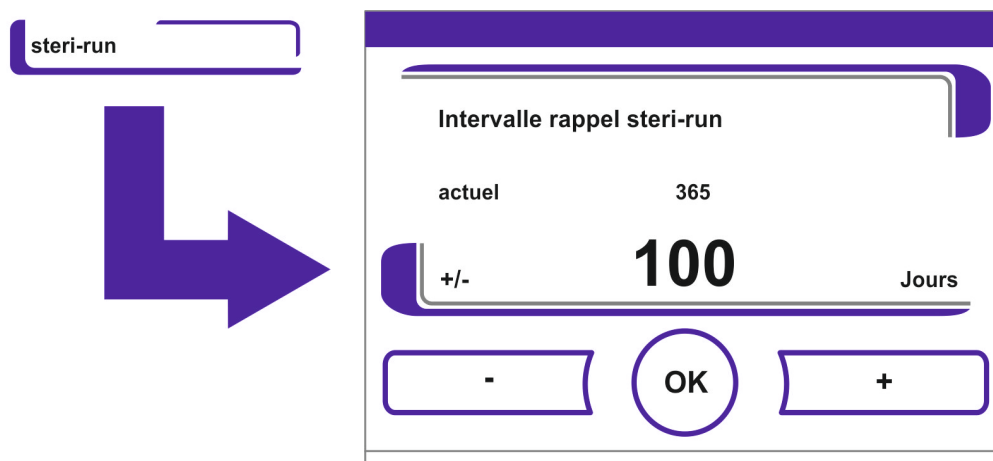 steri-run
Intervalle rappel steri-run
actuel 365
+/- 100 Jours
- OK +